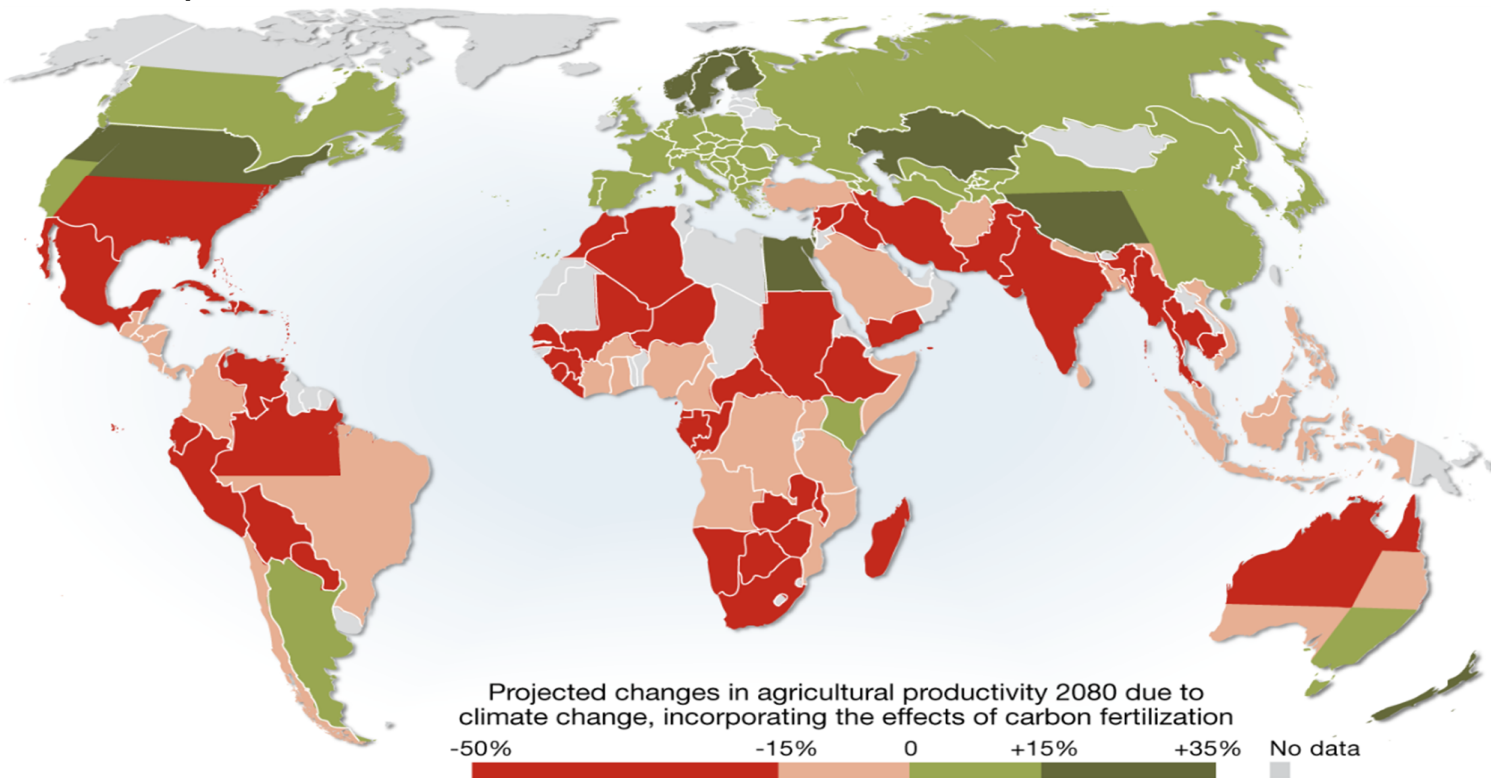 Projected changes in agricultural productivity 2080 due to
climate change, incorporating the effects of carbon fertilization
-50% -15% 0 +15% +35% No data